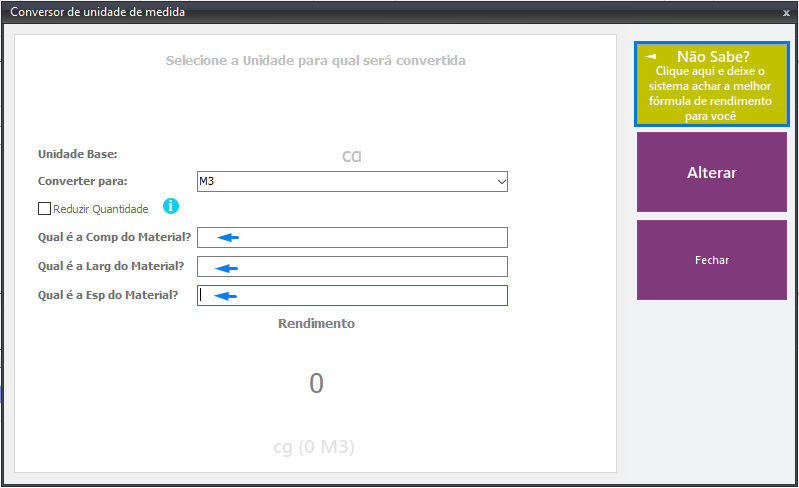 Conversor de unidade de medida
x
Selecione a Unidade para qual será convertida
Unidade Base:
ca
Converter para:
M3
Reduzir Quantidade
i
Qual é a Comp do Material?
Qual é a Larg do Material?
Qual é a Esp do Material?
Rendimento
0
cg (0 M3)
Não Sabe?
Clique aqui e deixe o
sistema achar a melhor
fórmula de rendimento
para você
Alterar
Fechar